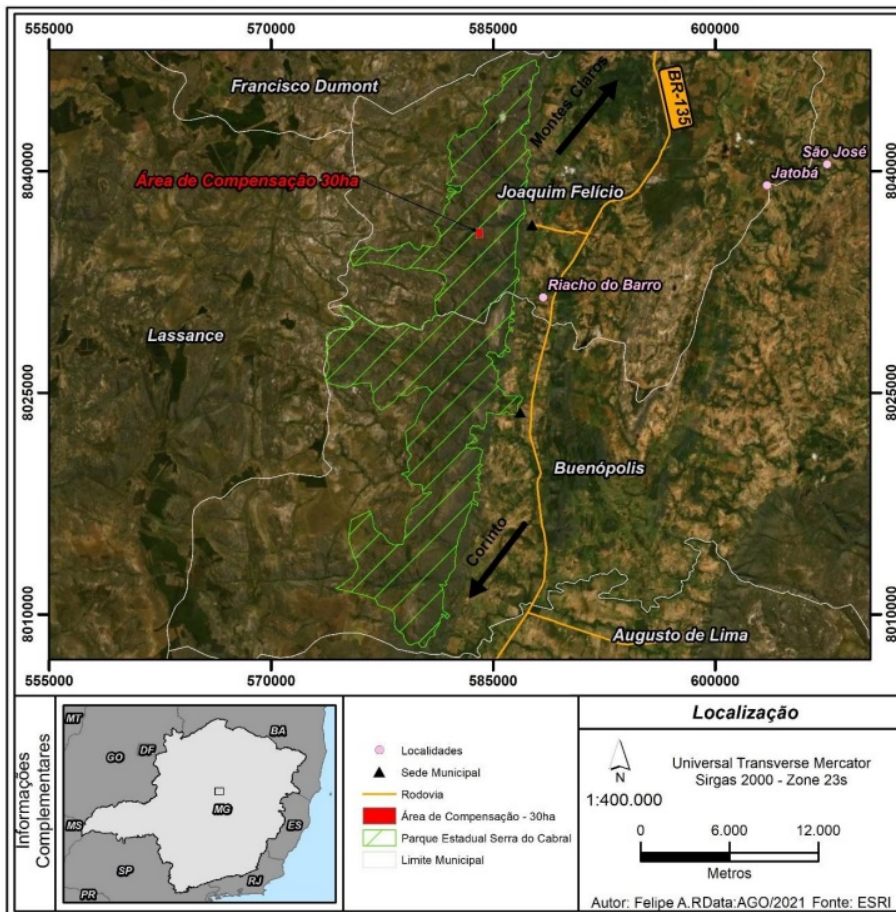 555000 570000 585000 600000
Francisco Dumont
Montes Claros
BR-135
São José
Jatobá
8040000 8040000
Área de Compensação 30ha
Joaquim Felício
Riacho do Barro
Lassance
8025000 8025000
Buenópolis
Corinto
8010000 8010000
Augusto de Lima
555000 570000 585000 600000
Informações
Complementares
MT
BA
DF
GO
MG
MS
ES
SP
RJ
PR
Localidades
Sede Municipal
Rodovia
Área de Compensação - 30ha
Parque Estadual Serra do Cabral
Limite Municipal
Localização
N
1:400.000
Universal Transverse Mercator
Sirgas 2000 - Zone 23s
0 6.000 12.000
Metros
Autor: Felipe A.RData:AGO/2021 Fonte: ESRI